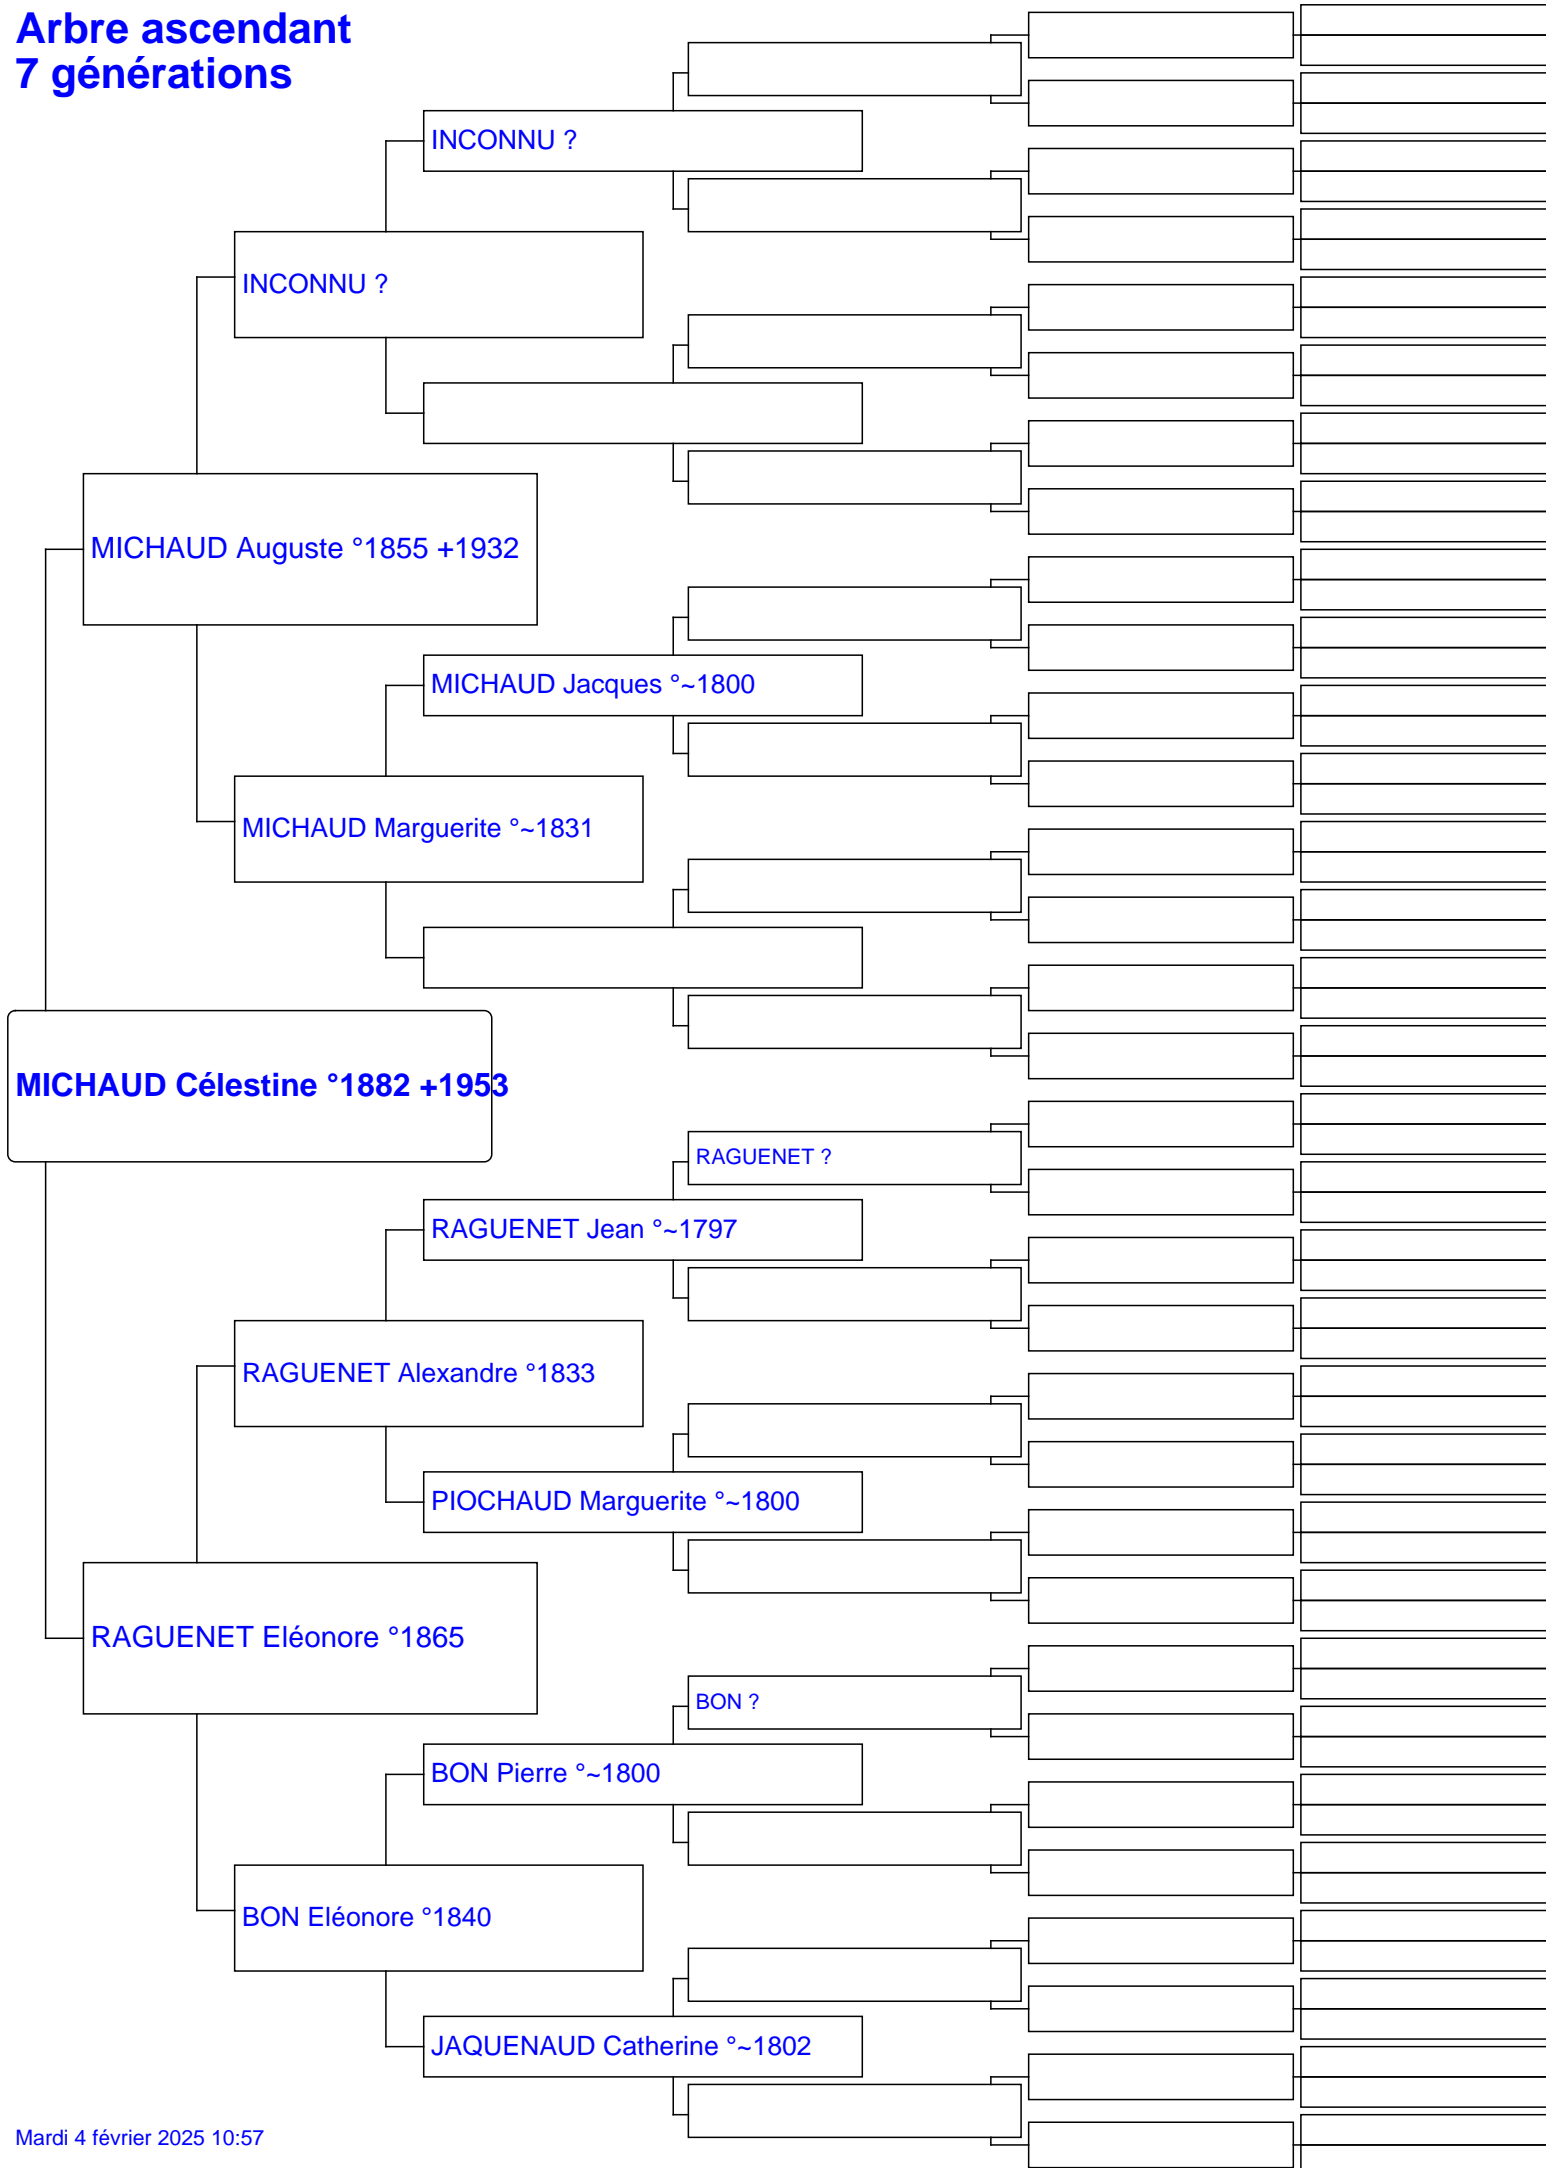 Arbre ascendant
7 générations
INCONNU ?
INCONNU ?
MICHAUD Auguste °1855 +1932
MICHAUD Jacques °~1800
MICHAUD Marguerite °~1831
MICHAUD Célestine °1882 +1953
RAGUENET ?
RAGUENET Jean °~1797
RAGUENET Alexandre °1833
PIOCHAUD Marguerite °~1800
RAGUENET Eléonore °1865
BON ?
BON Pierre °~1800
BON Eléonore °1840
JAQUENAUD Catherine °~1802
Mardi 4 février 2025 10:57